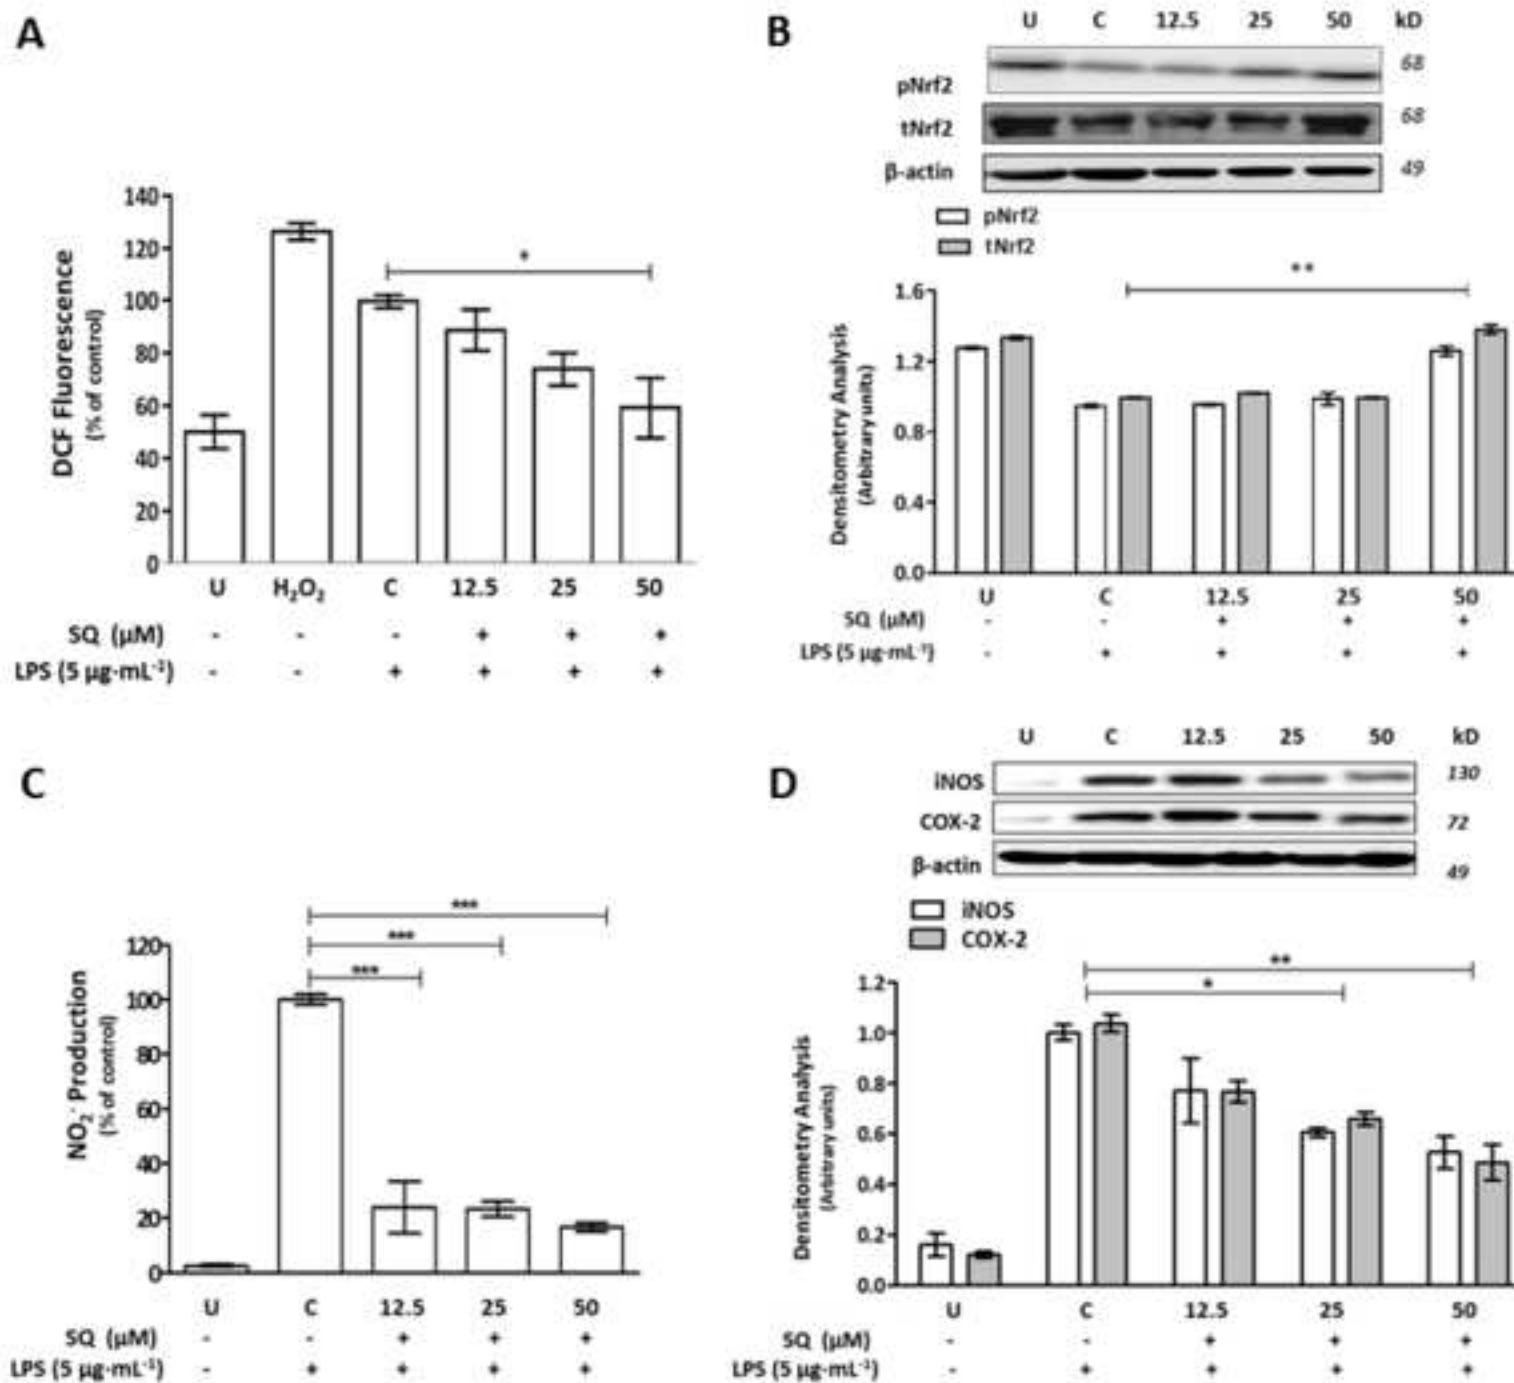 A
140
120
100
80
60
40
20
0
DCF Fluorescence
(% of control)
*
U H₂O₂ C 12.5 25 50
SQ (µM) - - - + + +
LPS (5 µg·mL⁻¹) - - + + + +
B
U C 12.5 25 50 kD
pNrf2 68
tNrf2 68
β-actin 49
pNrf2
tNrf2
**
1.6
1.2
0.8
0.4
0.0
Densitometry Analysis
(Arbitrary units)
U C 12.5 25 50
SQ (µM) - - + + +
LPS (5 µg·mL⁻¹) - + + + +
C
***
***
***
120
100
80
60
40
20
0
NO₂⁻ Production
(% of control)
U C 12.5 25 50
SQ (µM) - - + + +
LPS (5 µg·mL⁻¹) - + + + +
D
U C 12.5 25 50 kD
iNOS 130
COX-2 72
β-actin 49
iNOS
COX-2
**
*
1.2
1.0
0.8
0.6
0.4
0.2
0.0
Densitometry Analysis
(Arbitrary units)
U C 12.5 25 50
SQ (µM) - - + + +
LPS (5 µg·mL⁻¹) - + + + +